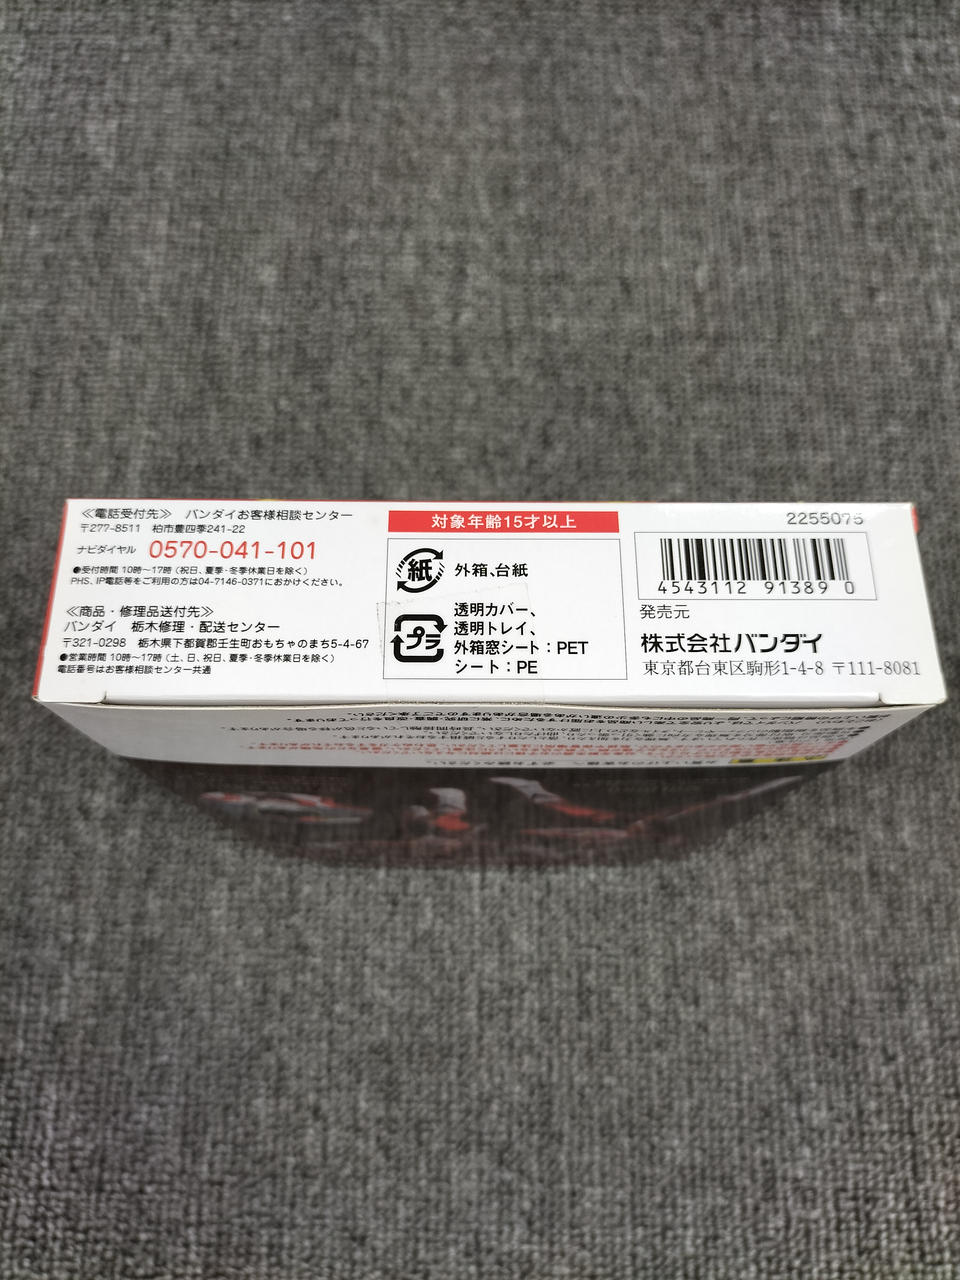 ≪電話受付先≫ バンダイお客様相談センター
〒277-8511 柏市豊四季241-22
ナビダイヤル 0570-041-101
●受付時間 10時〜17時(祝日、夏季・冬季休業日を除く)
PHS、IP電話等をご利用の方は04-7146-0371におかけください。
≪商品・修理品送付先≫
バンダイ 栃木修理・配送センター
〒321-0298 栃木県下都賀郡壬生町おもちゃのまち5-4-67
●営業時間 10時〜17時(土、日、祝日、夏季・冬季休業日を除く)
電話番号はお客様相談センター共通
対象年齢15才以上
紙 外箱、台紙
プラ 透明カバー、
透明トレイ、
外箱窓シート:PET
シート:PE
2255075
4543112 91389 0
発売元
株式会社バンダイ
東京都台東区駒形1-4-8 〒111-8081